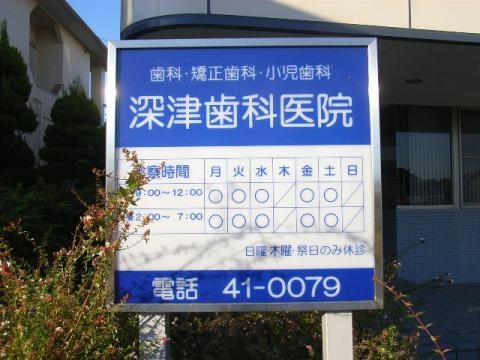 歯科・矯正歯科・小児歯科
深津歯科医院
診察時間 月 火 水 木 金 土 日
9:00〜12:00 ○ ○ ○ ／ ○ ○ ／
2:00〜 7:00 ○ ○ ○ ／ ○ ○ ／
日曜・木曜・祭日のみ休診
電話 41-0079